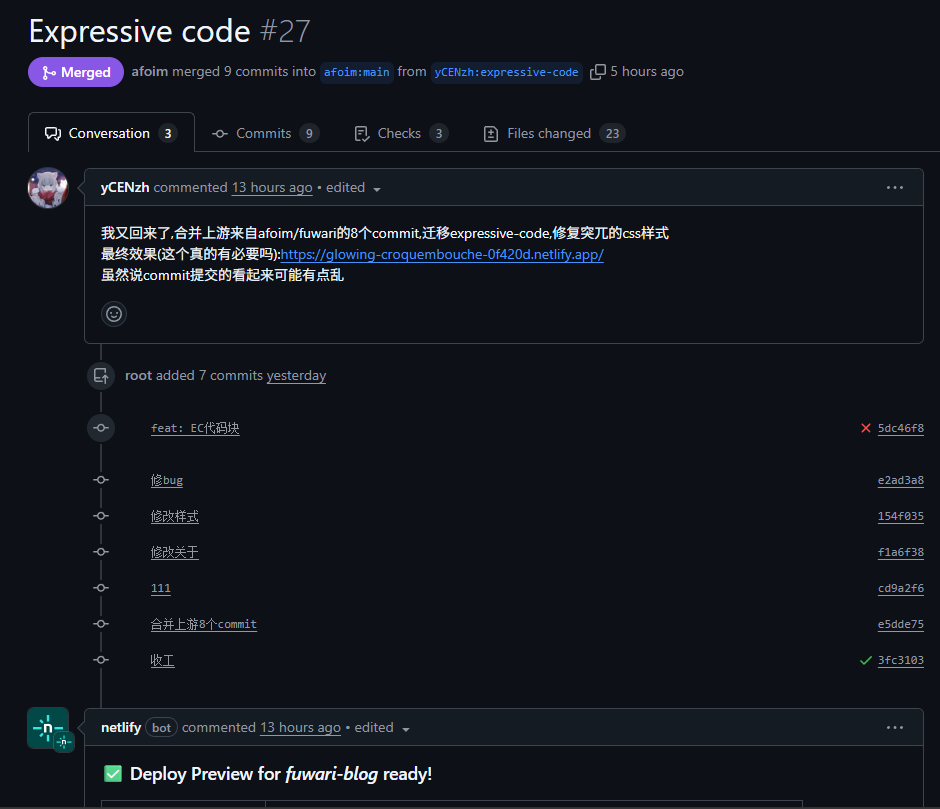 Expressive code #27
Merged afoim merged 9 commits into afoim:main from yCENzh:expressive-code 5 hours ago
Conversation 3 Commits 9 Checks 3 Files changed 23
yCENzh commented 13 hours ago • edited
我又回来了,合并上游来自afoim/fuwari的8个commit,迁移expressive-code,修复突兀的css样式
最终效果(这个真的有必要吗):https://glowing-croquembouche-0f420d.netlify.app/
虽然说commit提交的看起来可能有点乱
root added 7 commits yesterday
feat: EC代码块 5dc46f8
修bug e2ad3a8
修改样式 154f035
修改关于 f1a6f38
111 cd9a2f6
合并上游8个commit e5dde75
收工 3fc3103
netlify bot commented 13 hours ago • edited
Deploy Preview for fuwari-blog ready!